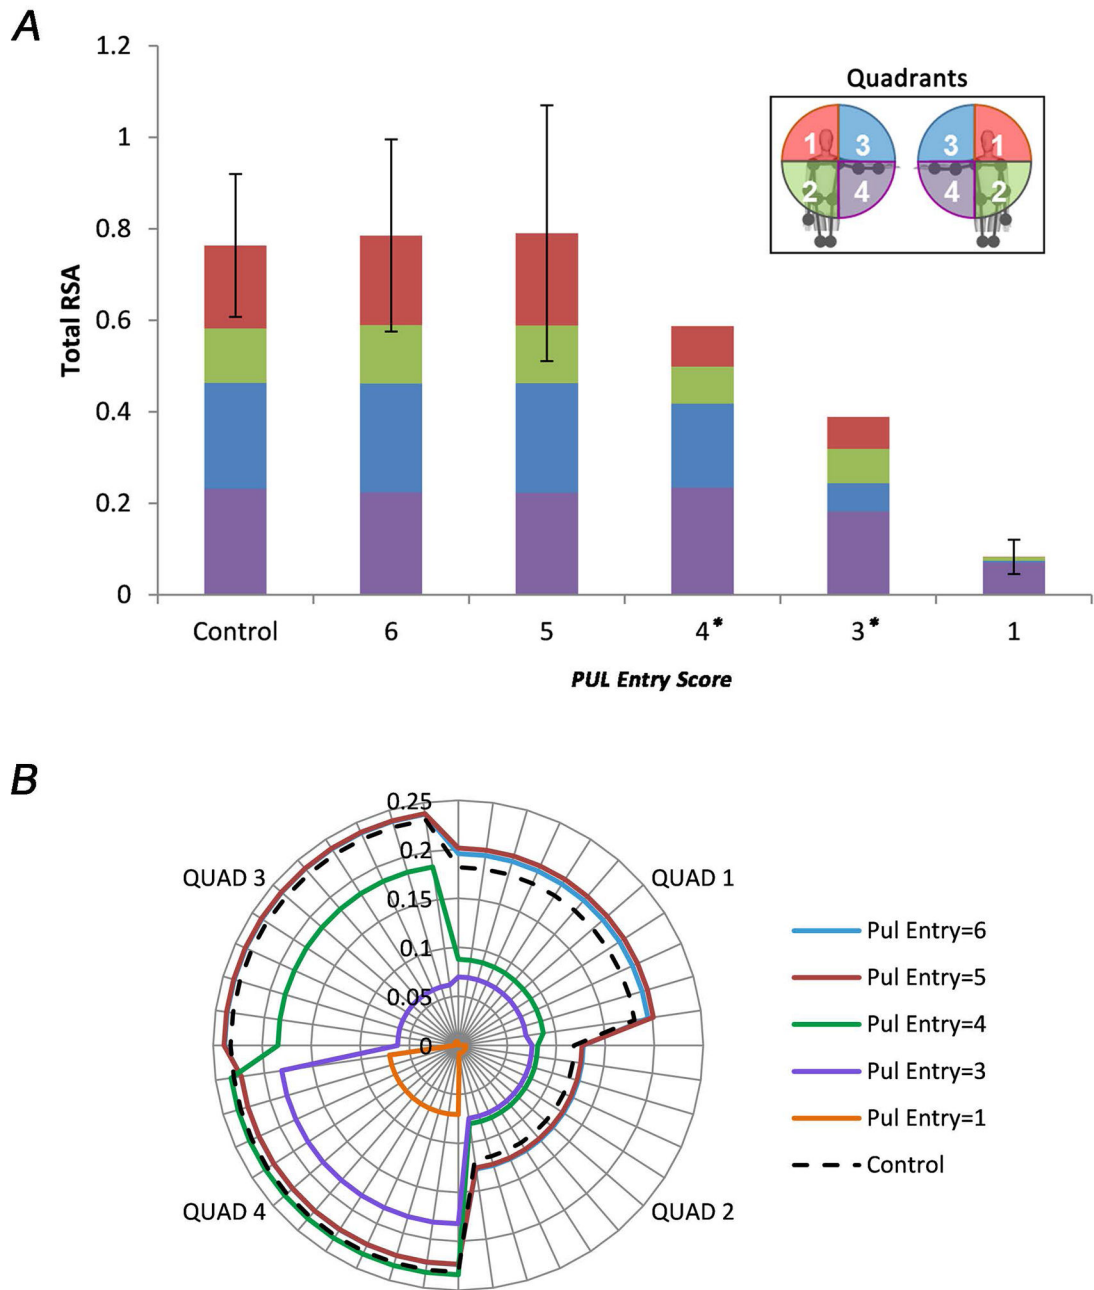 A
1.2
1
0.8
0.6
0.4
0.2
0
Total RSA
Quadrants
1 3 3 1
2 4 4 2
Control 6 5 4* 3* 1
PUL Entry Score
B
0.25
0.2
0.15
0.1
0.05
0
QUAD 3
QUAD 1
QUAD 4
QUAD 2
Pul Entry=6
Pul Entry=5
Pul Entry=4
Pul Entry=3
Pul Entry=1
Control